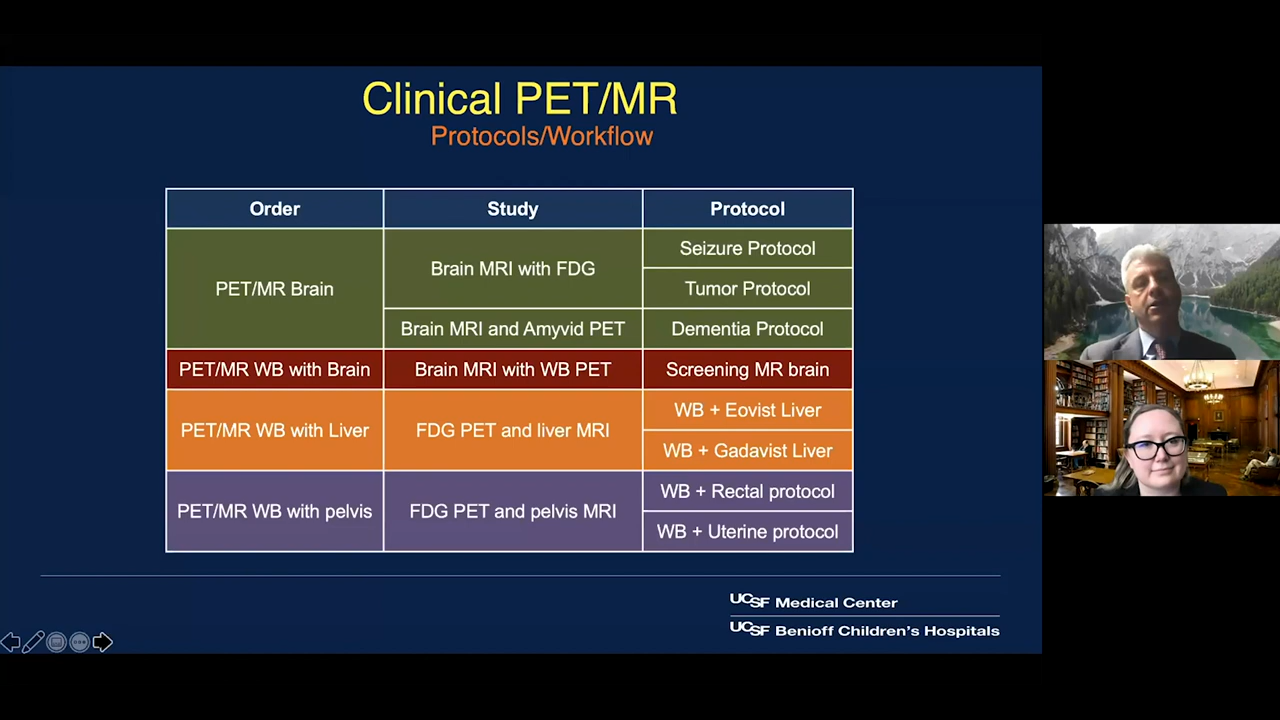 Clinical PET/MR
Protocols/Workflow
Order Study Protocol
PET/MR Brain
Brain MRI with FDG
Seizure Protocol
Tumor Protocol
Brain MRI and Amyvid PET
Dementia Protocol
PET/MR WB with Brain
Brain MRI with WB PET
Screening MR brain
PET/MR WB with Liver
FDG PET and liver MRI
WB + Eovist Liver
WB + Gadavist Liver
PET/MR WB with pelvis
FDG PET and pelvis MRI
WB + Rectal protocol
WB + Uterine protocol
UCSF Medical Center
UCSF Benioff Children's Hospitals